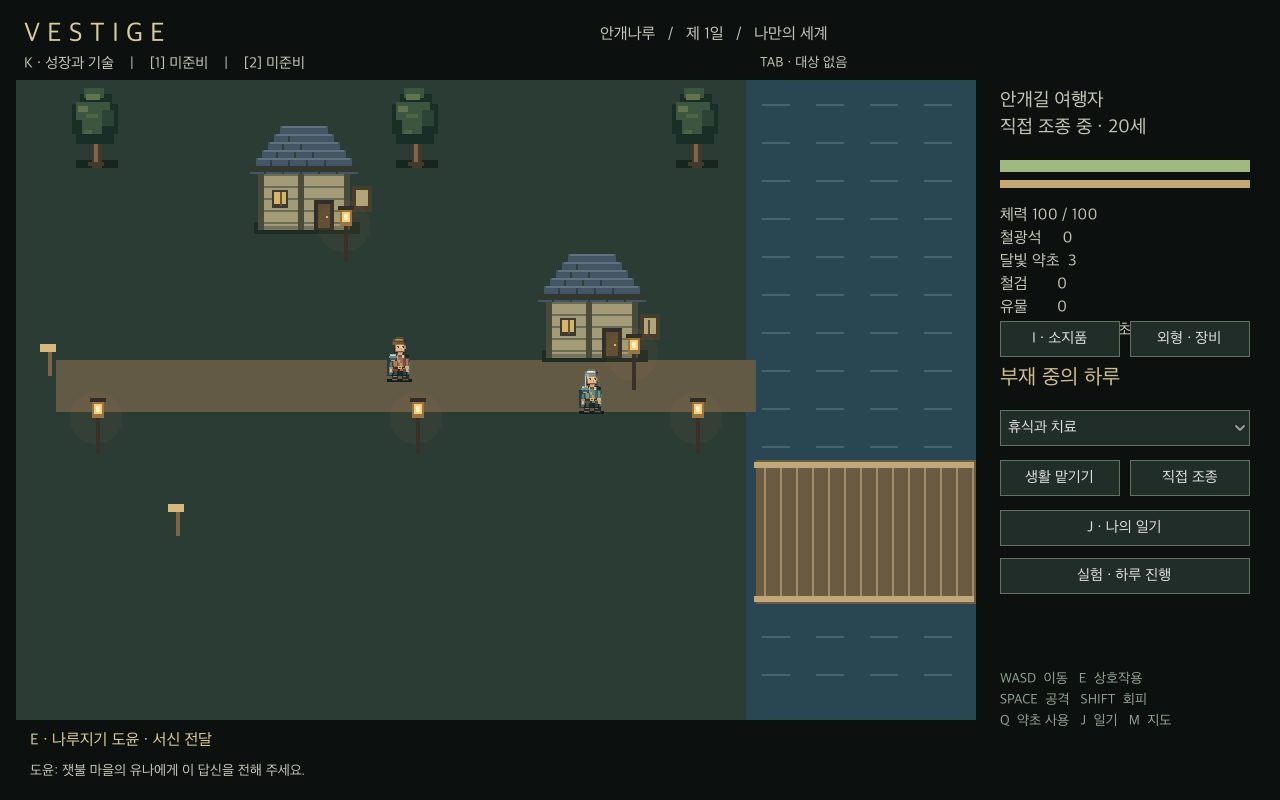 VESTIGE
안개나루 / 제 1일 / 나만의 세계
K · 성장과 기술 | [1] 미준비 | [2] 미준비
TAB · 대상 없음
안개길 여행자
직접 조종 중 · 20세
체력 100 / 100
철광석 0
달빛 약초 3
철검 0
유물 0
I · 소지품
외형 · 장비
부재 중의 하루
휴식과 치료
생활 맡기기
직접 조종
J · 나의 일기
실험 · 하루 진행
WASD 이동 E 상호작용
SPACE 공격 SHIFT 회피
Q 약초 사용 J 일기 M 지도
E · 나루지기 도윤 · 서신 전달
도윤: 잿불 마을의 유나에게 이 답신을 전해 주세요.